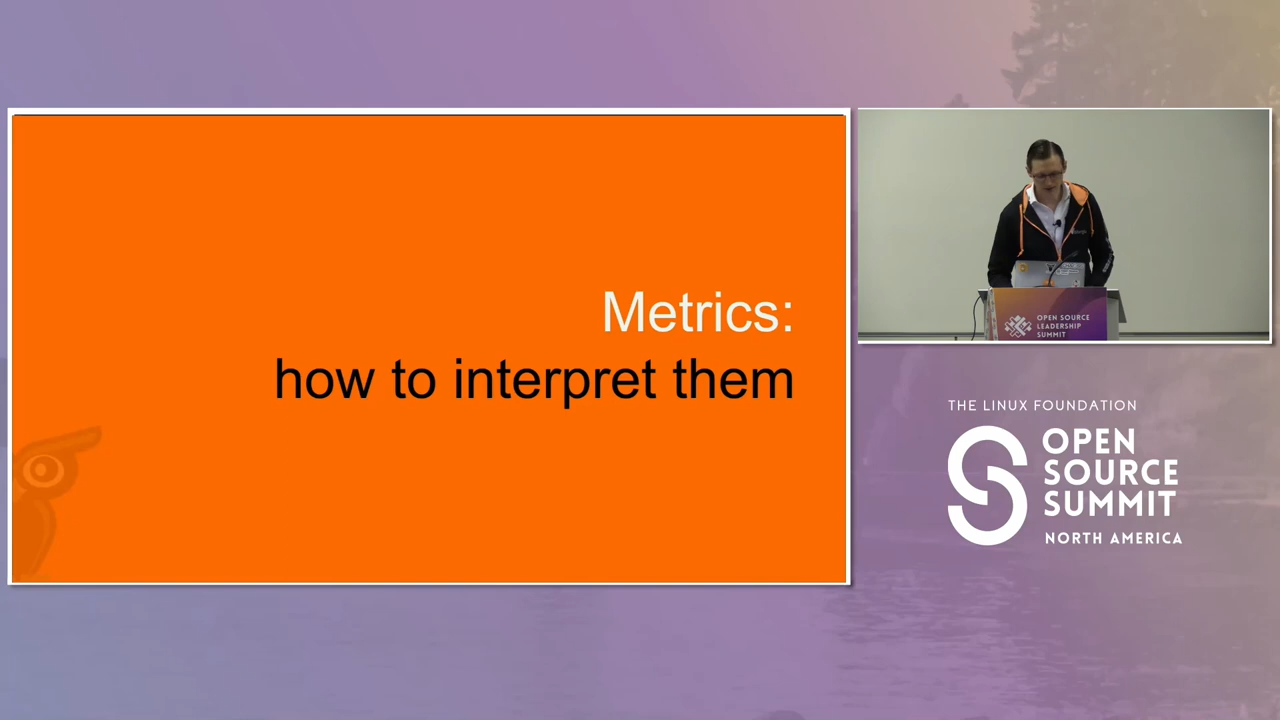 Metrics:
how to interpret them
OPEN SOURCE
LEADERSHIP
SUMMIT
THE LINUX FOUNDATION
OPEN
SOURCE
SUMMIT
NORTH AMERICA